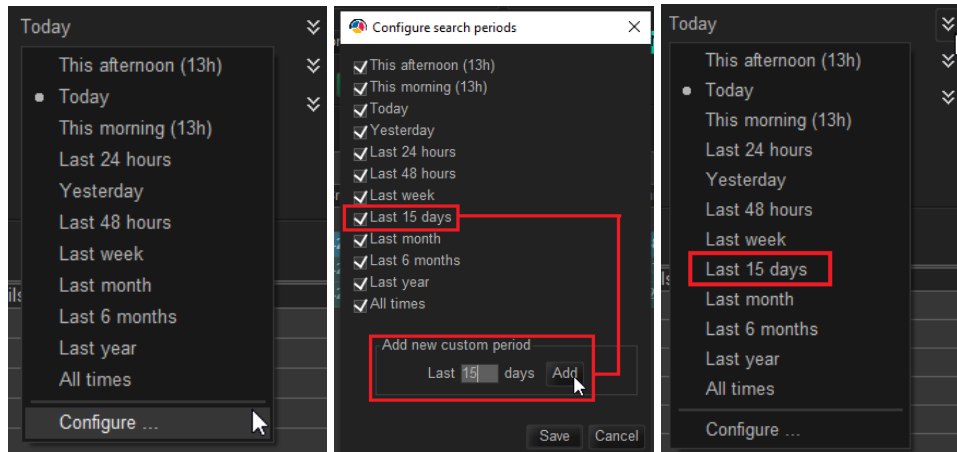 Today
This afternoon (13h)
Today
This morning (13h)
Last 24 hours
Yesterday
Last 48 hours
Last week
Last month
Last 6 months
Last year
All times
Configure ...
Configure search periods
This afternoon (13h)
This morning (13h)
Today
Yesterday
Last 24 hours
Last 48 hours
Last week
Last 15 days
Last month
Last 6 months
Last year
All times
Add new custom period
Last 15 days Add
Save Cancel
Today
This afternoon (13h)
Today
This morning (13h)
Last 24 hours
Yesterday
Last 48 hours
Last week
Last 15 days
Last month
Last 6 months
Last year
All times
Configure ...